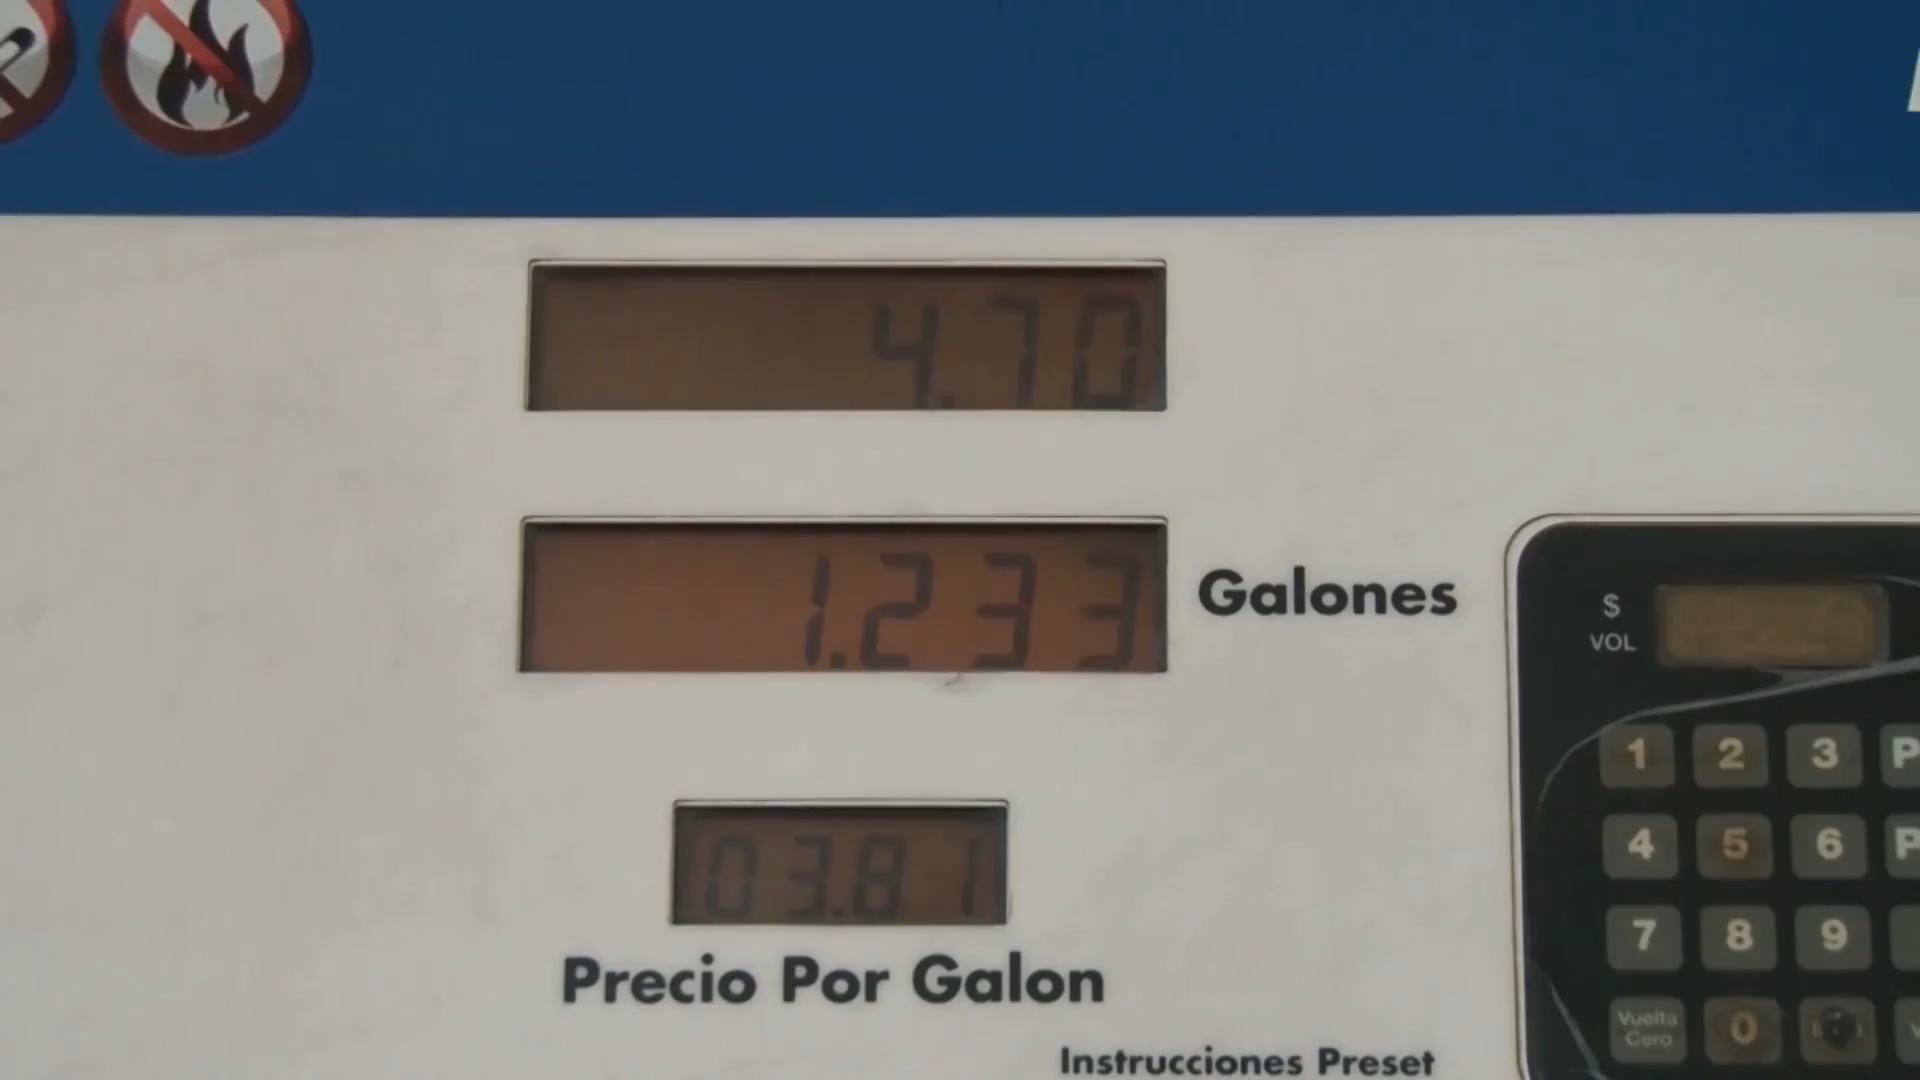 4.70
1.233 Galones
03.81
Precio Por Galon
Instrucciones Preset
$
VOL
1 2 3 P
4 5 6 P
7 8 9
Vuelta Cero 0